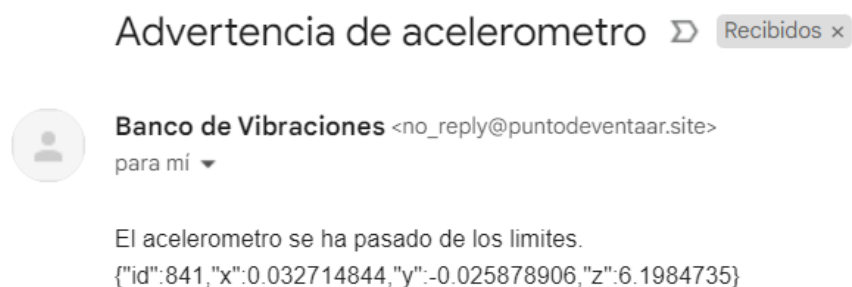 Advertencia de acelerometro Recibidos ×
Banco de Vibraciones <no_reply@puntodeventaar.site>
para mí
El acelerometro se ha pasado de los limites.
{"id":841,"x":0.032714844,"y":-0.025878906,"z":6.1984735}